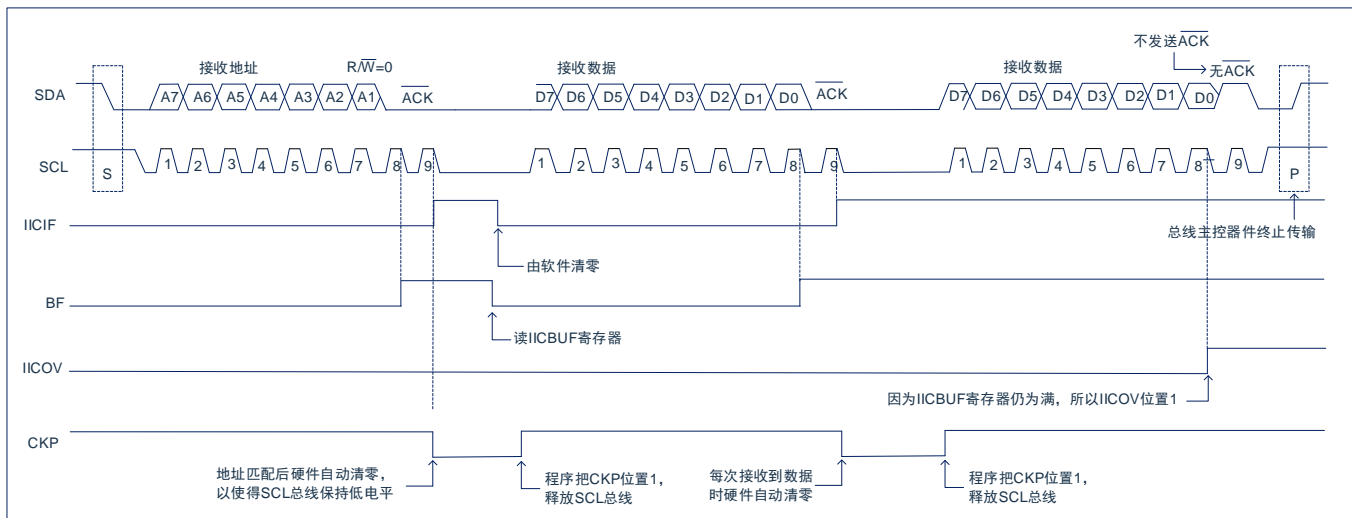 不发送ACK
接收地址
R/W=0
接收数据
接收数据
无ACK
SDA
A7 A6 A5 A4 A3 A2 A1
ACK
D7 D6 D5 D4 D3 D2 D1 D0
ACK
D7 D6 D5 D4 D3 D2 D1 D0
SCL
S
1 2 3 4 5 6 7 8 9
1 2 3 4 5 6 7 8 9
1 2 3 4 5 6 7 8 9
P
IICIF
总线主控器件终止传输
由软件清零
BF
读IICBUF寄存器
IICOV
因为IICBUF寄存器仍为满，所以IICOV位置1
CKP
地址匹配后硬件自动清零，
以使得SCL总线保持低电平
程序把CKP位置1，
释放SCL总线
每次接收到数据
时硬件自动清零
程序把CKP位置1，
释放SCL总线